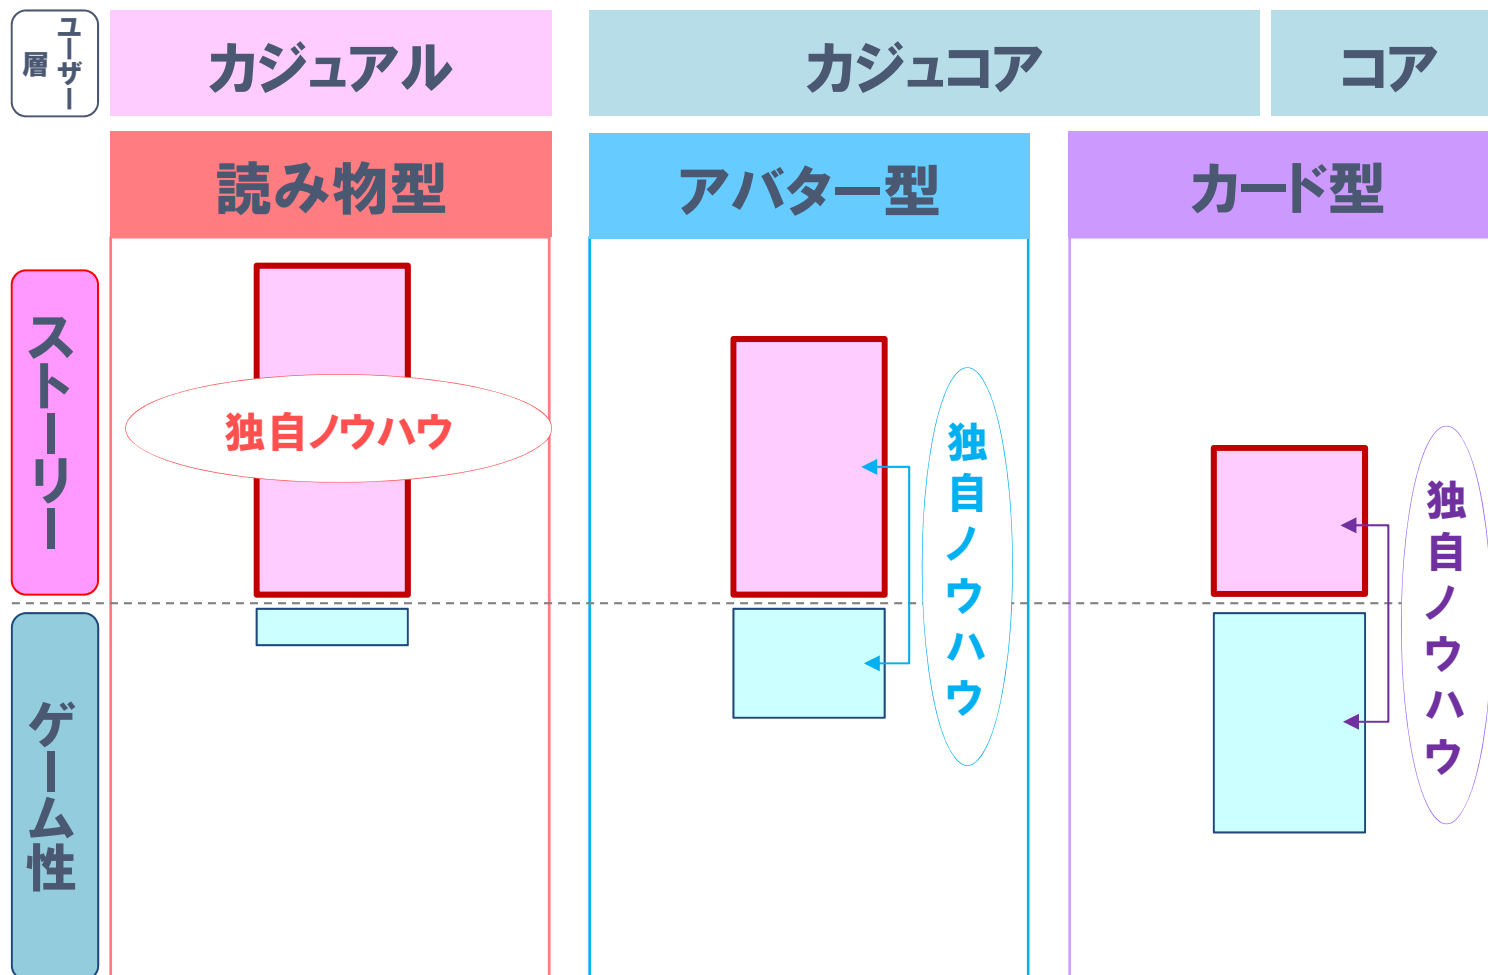 ユーザー
層
カジュアル
カジュコア
コア
読み物型
アバター型
カード型
ストーリー
独自ノウハウ
独自ノウハウ
独自ノウハウ
ゲーム性